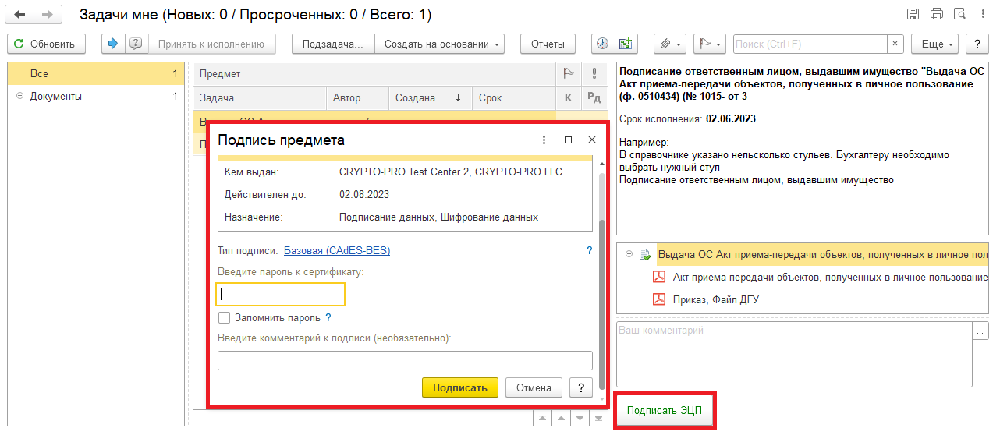 Задачи мне (Новых: 0 / Просроченных: 0 / Всего: 1)
Обновить
Принять к исполнению
Подзадача...
Создать на основании
Отчеты
Поиск (Ctrl+F)
×
Еще
?
Все 1
Документы 1
Предмет
Задача Автор Создана ↓ Срок К Рд
Подпись предмета
Кем выдан: CRYPTO-PRO Test Center 2, CRYPTO-PRO LLC
Действителен до: 02.08.2023
Назначение: Подписание данных, Шифрование данных
Тип подписи: Базовая (CAdES-BES) ?
Введите пароль к сертификату:
Запомнить пароль ?
Введите комментарий к подписи (необязательно):
Подписать
Отмена
?
Подписание ответственным лицом, выдавшим имущество "Выдача ОС
Акт приема-передачи объектов, полученных в личное пользование
(ф. 0510434) (№ 1015- от 3
Срок исполнения: 02.06.2023
Например:
В справочнике указано нельсколько стульев. Бухгалтеру необходимо
выбрать нужный стул
Подписание ответственным лицом, выдавшим имущество
Выдача ОС Акт приема-передачи объектов, полученных в личное пол
Акт приема-передачи объектов, полученных в личное пользование
Приказ, Файл ДГУ
Ваш комментарий
...
Подписать ЭЦП